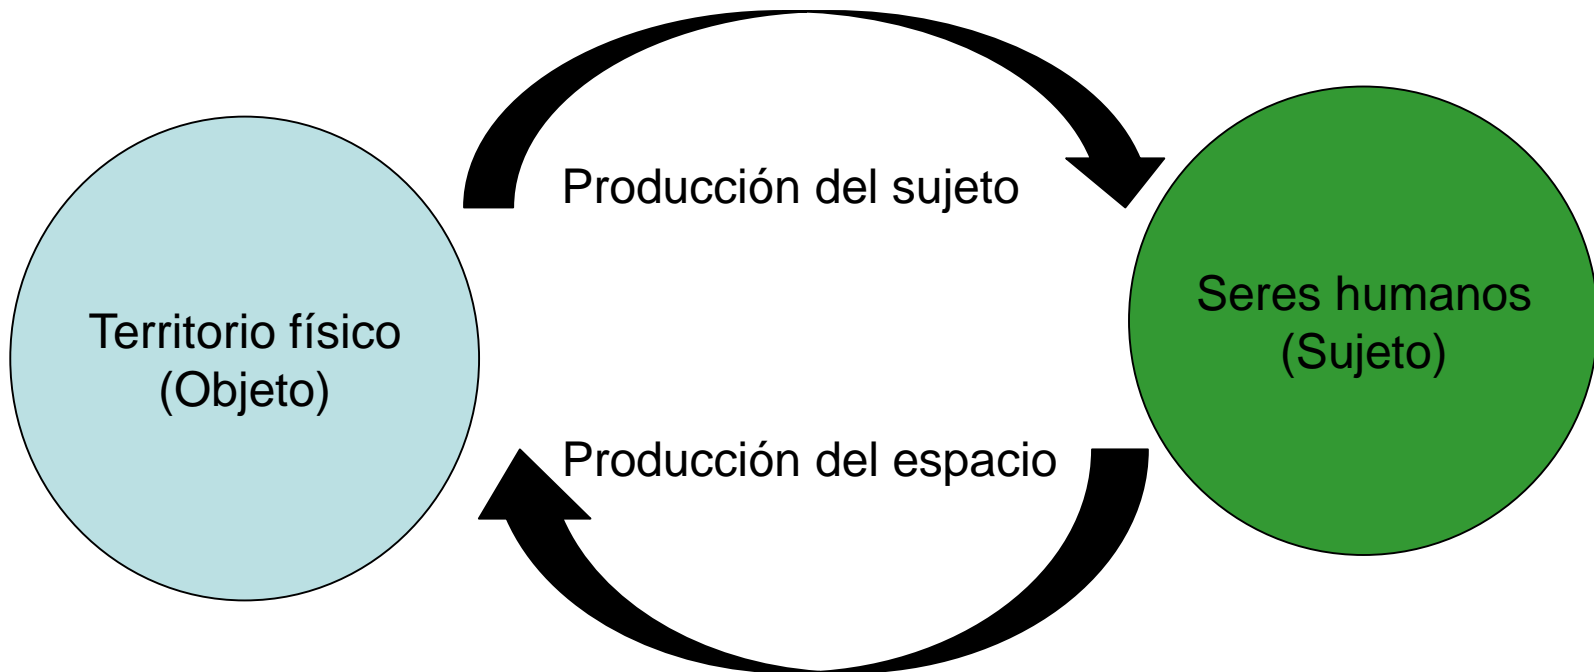 Producción del sujeto
Territorio físico
(Objeto)
Seres humanos
(Sujeto)
Producción del espacio